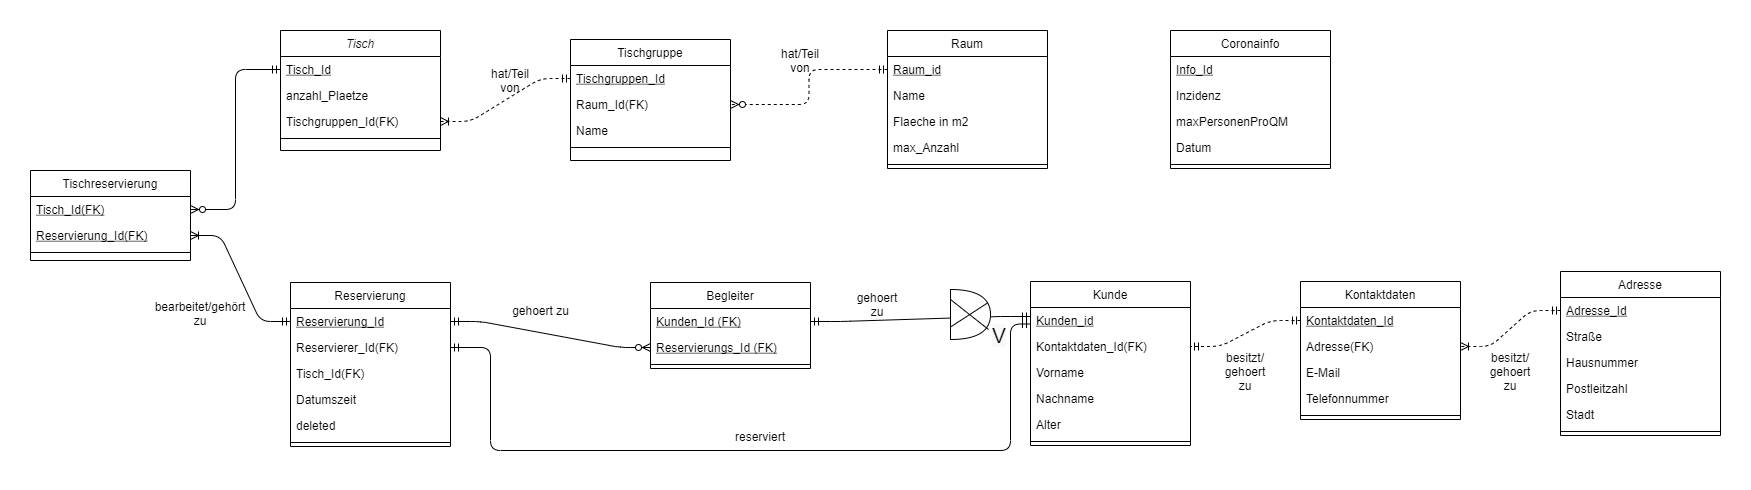 Tisch
Tisch_Id
anzahl_Plaetze
Tischgruppen_Id(FK)
hat/Teil
von
Tischgruppe
Tischgruppen_Id
Raum_Id(FK)
Name
hat/Teil
von
Raum
Raum_id
Name
Flaeche in m2
max_Anzahl
Coronainfo
Info_Id
Inzidenz
maxPersonenProQM
Datum
Tischreservierung
Tisch_Id(FK)
Reservierung_Id(FK)
bearbeitet/gehört
zu
Reservierung
Reservierung_Id
Reservierer_Id(FK)
Tisch_Id(FK)
Datumszeit
deleted
gehoert zu
Begleiter
Kunden_Id (FK)
Reservierungs_Id (FK)
gehoert
zu
V
reserviert
Kunde
Kunden_id
Kontaktdaten_Id(FK)
Vorname
Nachname
Alter
besitzt/
gehoert
zu
Kontaktdaten
Kontaktdaten_Id
Adresse(FK)
E-Mail
Telefonnummer
besitzt/
gehoert
zu
Adresse
Adresse_Id
Straße
Hausnummer
Postleitzahl
Stadt